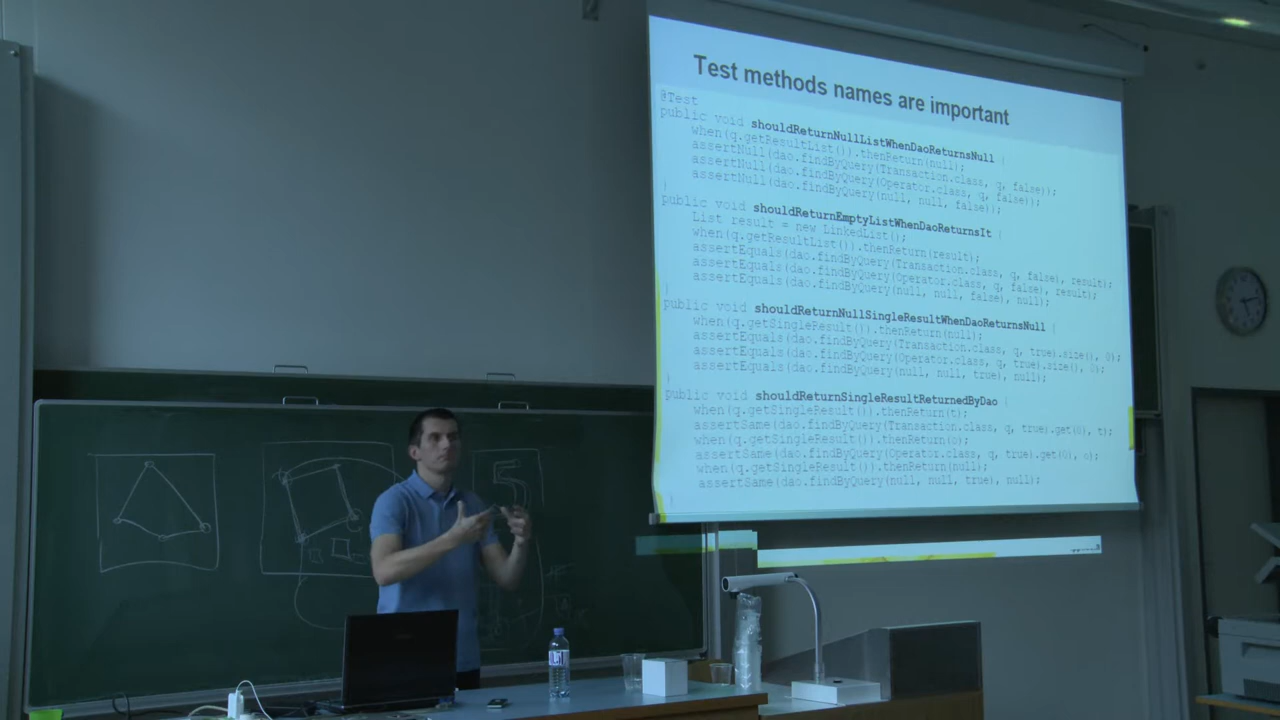 Test methods names are important
@Test
public void shouldReturnNullListWhenDaoReturnsNull {
when(q.getResultList()).thenReturn(null);
assertNull(dao.findByQuery(Transaction.class, q, false));
assertNull(dao.findByQuery(Operator.class, q, false));
assertNull(dao.findByQuery(null, null, false));
}
public void shouldReturnEmptyListWhenDaoReturnsIt {
List result = new LinkedList();
when(q.getResultList()).thenReturn(result);
assertEquals(dao.findByQuery(Transaction.class, q, false), result);
assertEquals(dao.findByQuery(Operator.class, q, false), result);
assertEquals(dao.findByQuery(null, null, false), null);
}
public void shouldReturnNullSingleResultWhenDaoReturnsNull {
when(q.getSingleResult()).thenReturn(null);
assertEquals(dao.findByQuery(Transaction.class, q, true).size(), 0);
assertEquals(dao.findByQuery(Operator.class, q, true).size(), 0);
assertEquals(dao.findByQuery(null, null, true), null);
}
public void shouldReturnSingleResultReturnedByDao {
when(q.getSingleResult()).thenReturn(t);
assertSame(dao.findByQuery(Transaction.class, q, true).get(0), t);
when(q.getSingleResult()).thenReturn(o);
assertSame(dao.findByQuery(Operator.class, q, true).get(0), o);
when(q.getSingleResult()).thenReturn(null);
assertSame(dao.findByQuery(null, null, true), null);
}
5